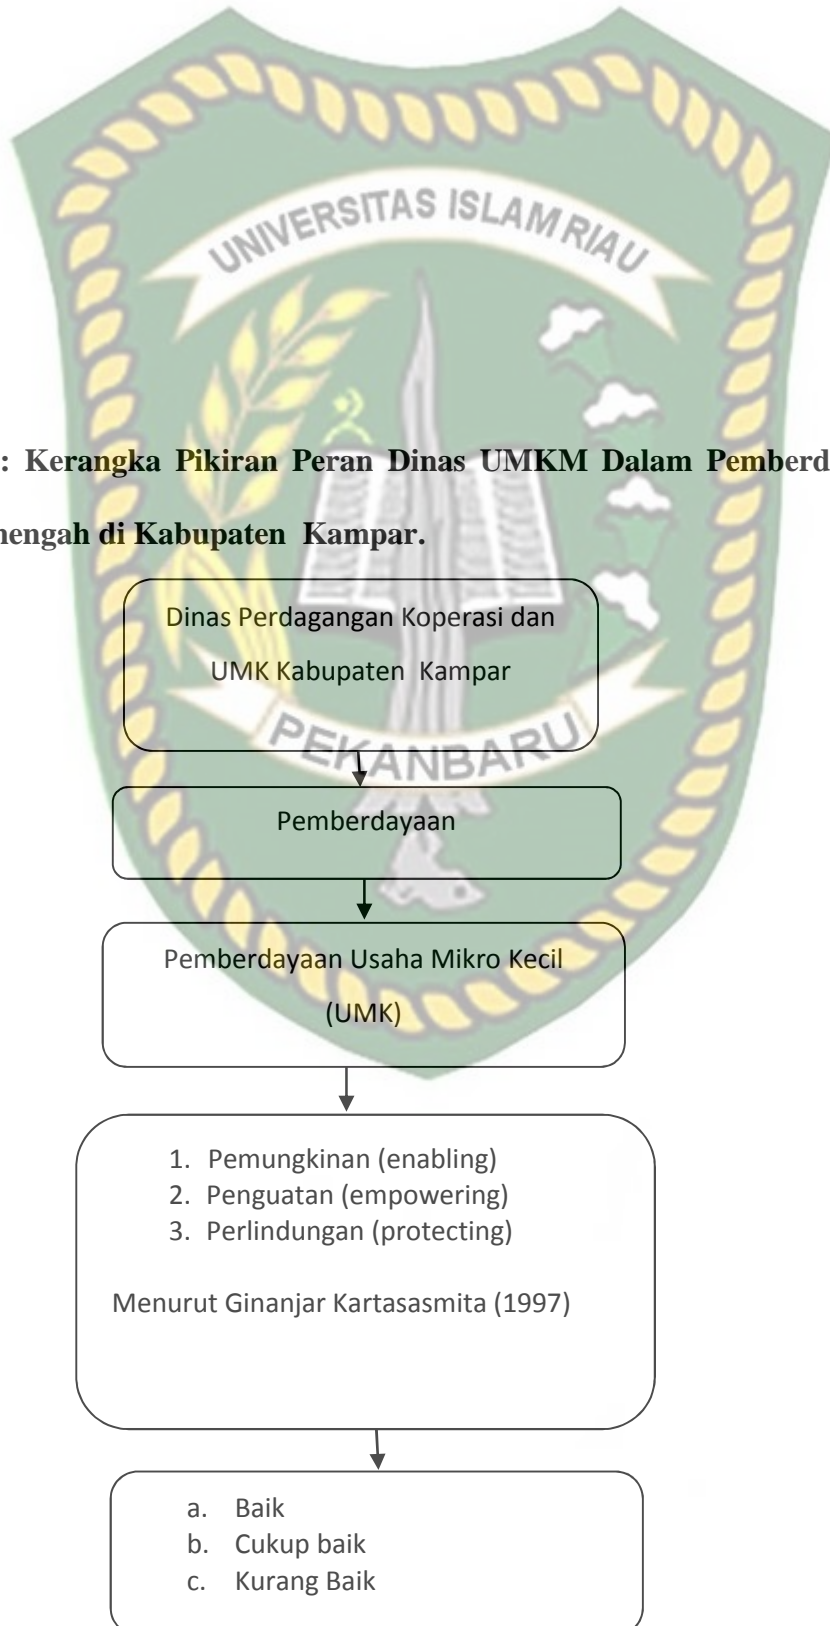 UNIVERSITAS ISLAM RIAU
: Kerangka Pikiran Peran Dinas UMKM Dalam Pemberd
engah di Kabupaten Kampar.
Dinas Perdagangan Koperasi dan
UMK Kabupaten Kampar
PEKANBARU
Pemberdayaan
Pemberdayaan Usaha Mikro Kecil
(UMK)
1. Pemungkinan (enabling)
2. Penguatan (empowering)
3. Perlindungan (protecting)
Menurut Ginanjar Kartasasmita (1997)
a. Baik
b. Cukup baik
c. Kurang Baik